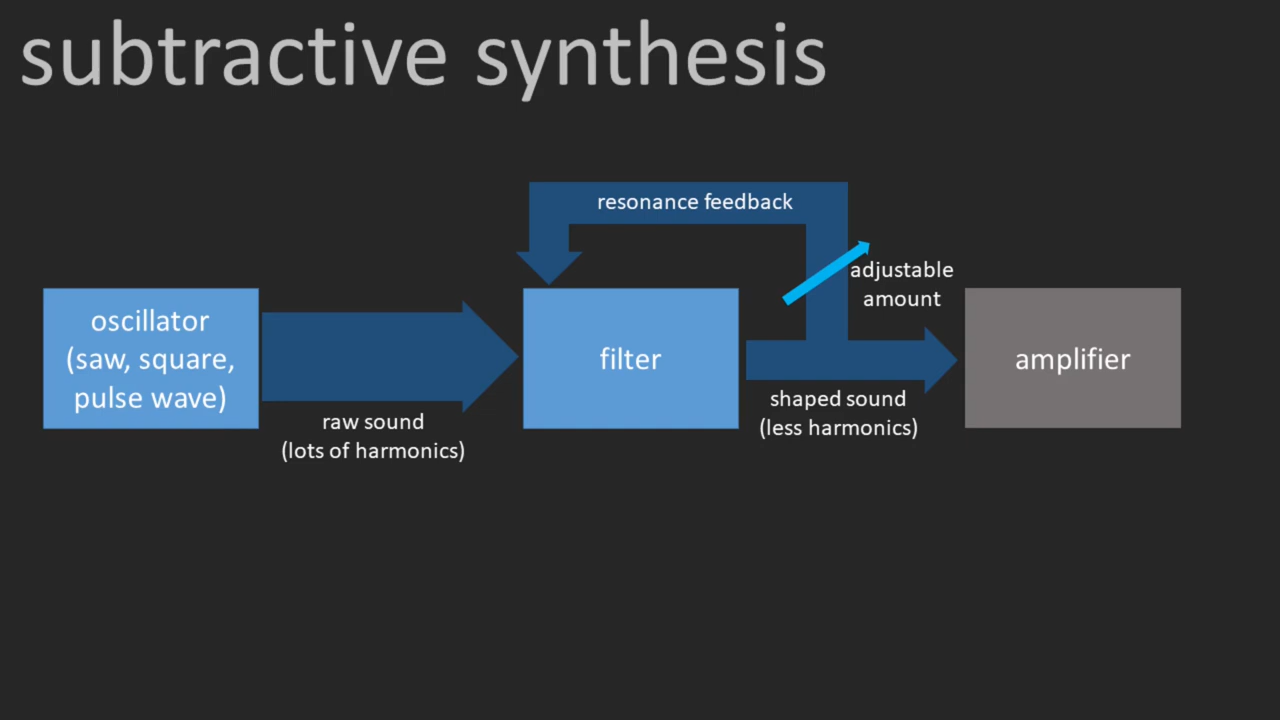 subtractive synthesis
resonance feedback
adjustable
amount
oscillator
(saw, square,
pulse wave)
filter
amplifier
raw sound
(lots of harmonics)
shaped sound
(less harmonics)